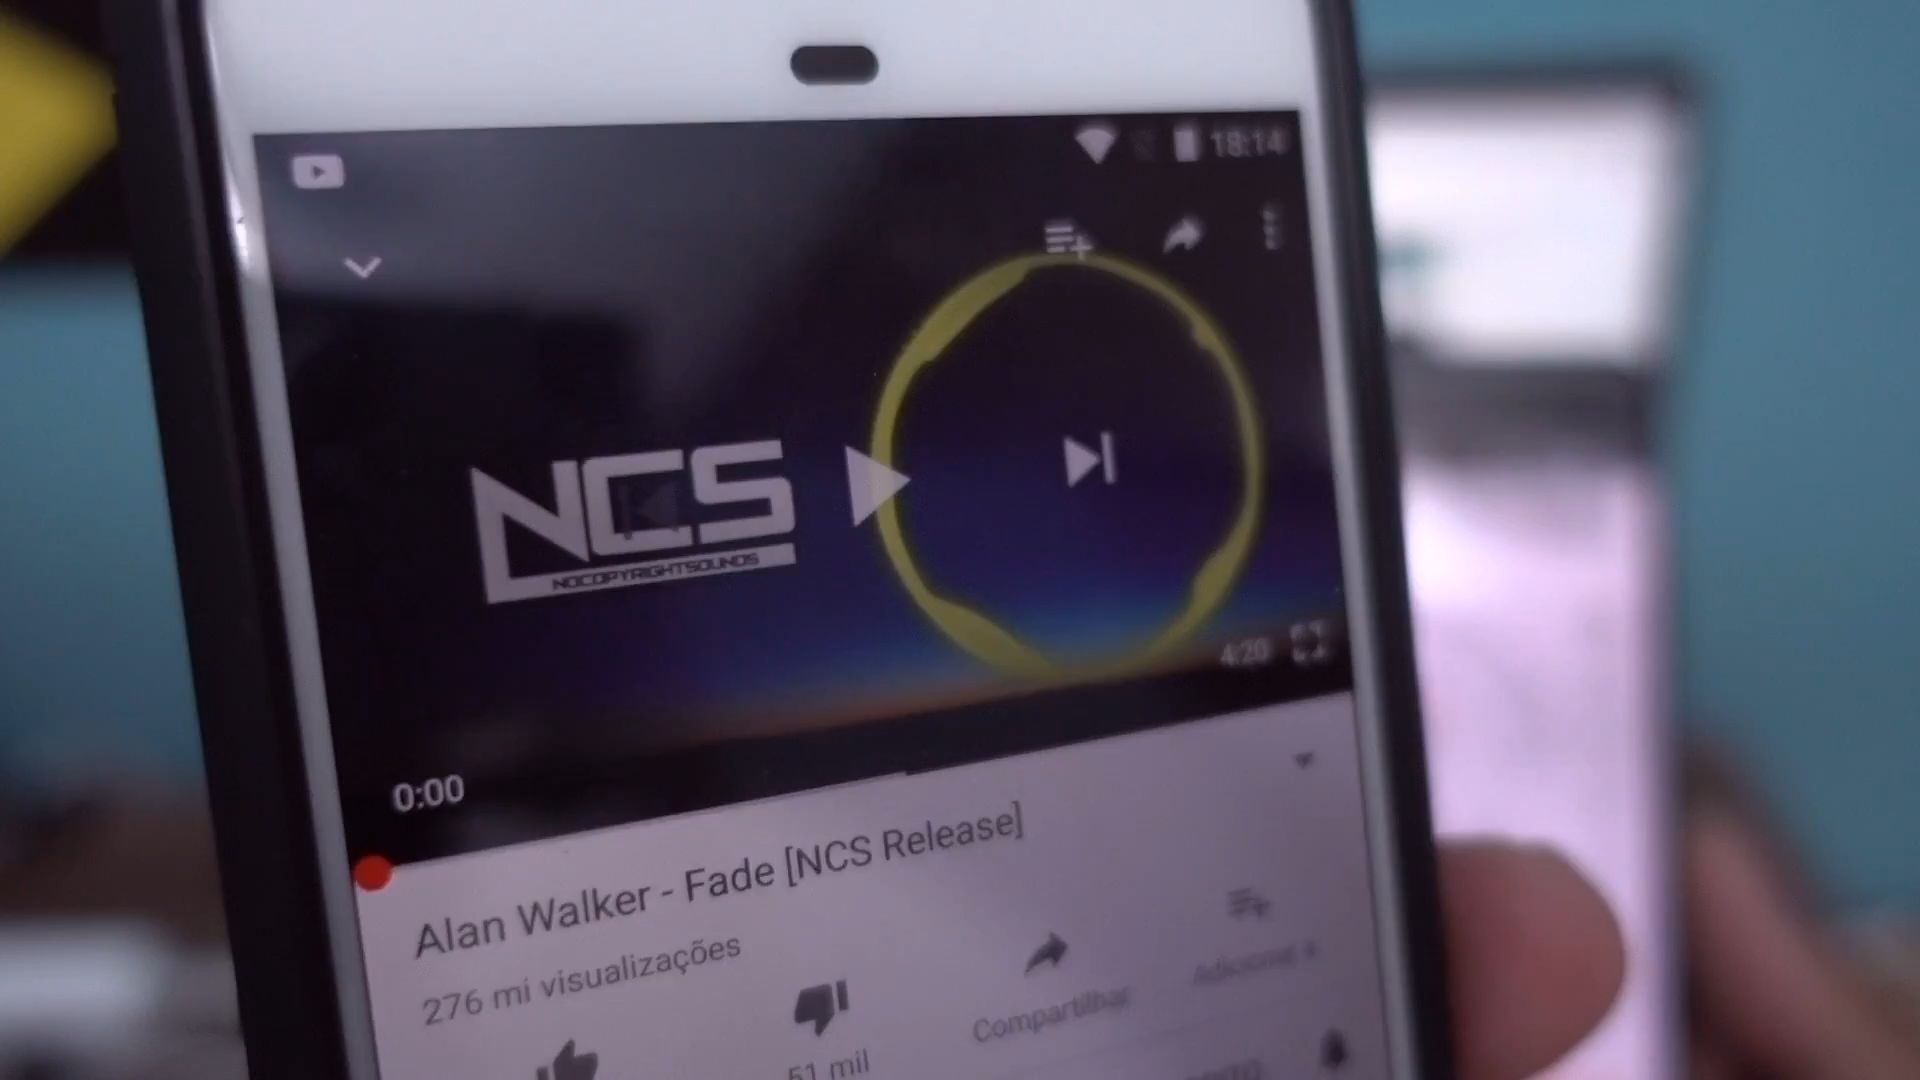 18:14
NCS
NOCOPYRIGHTSOUNDS
4:20
0:00
Alan Walker - Fade [NCS Release]
276 mi visualizações
51 mil
Compartilhar
Adicionar a